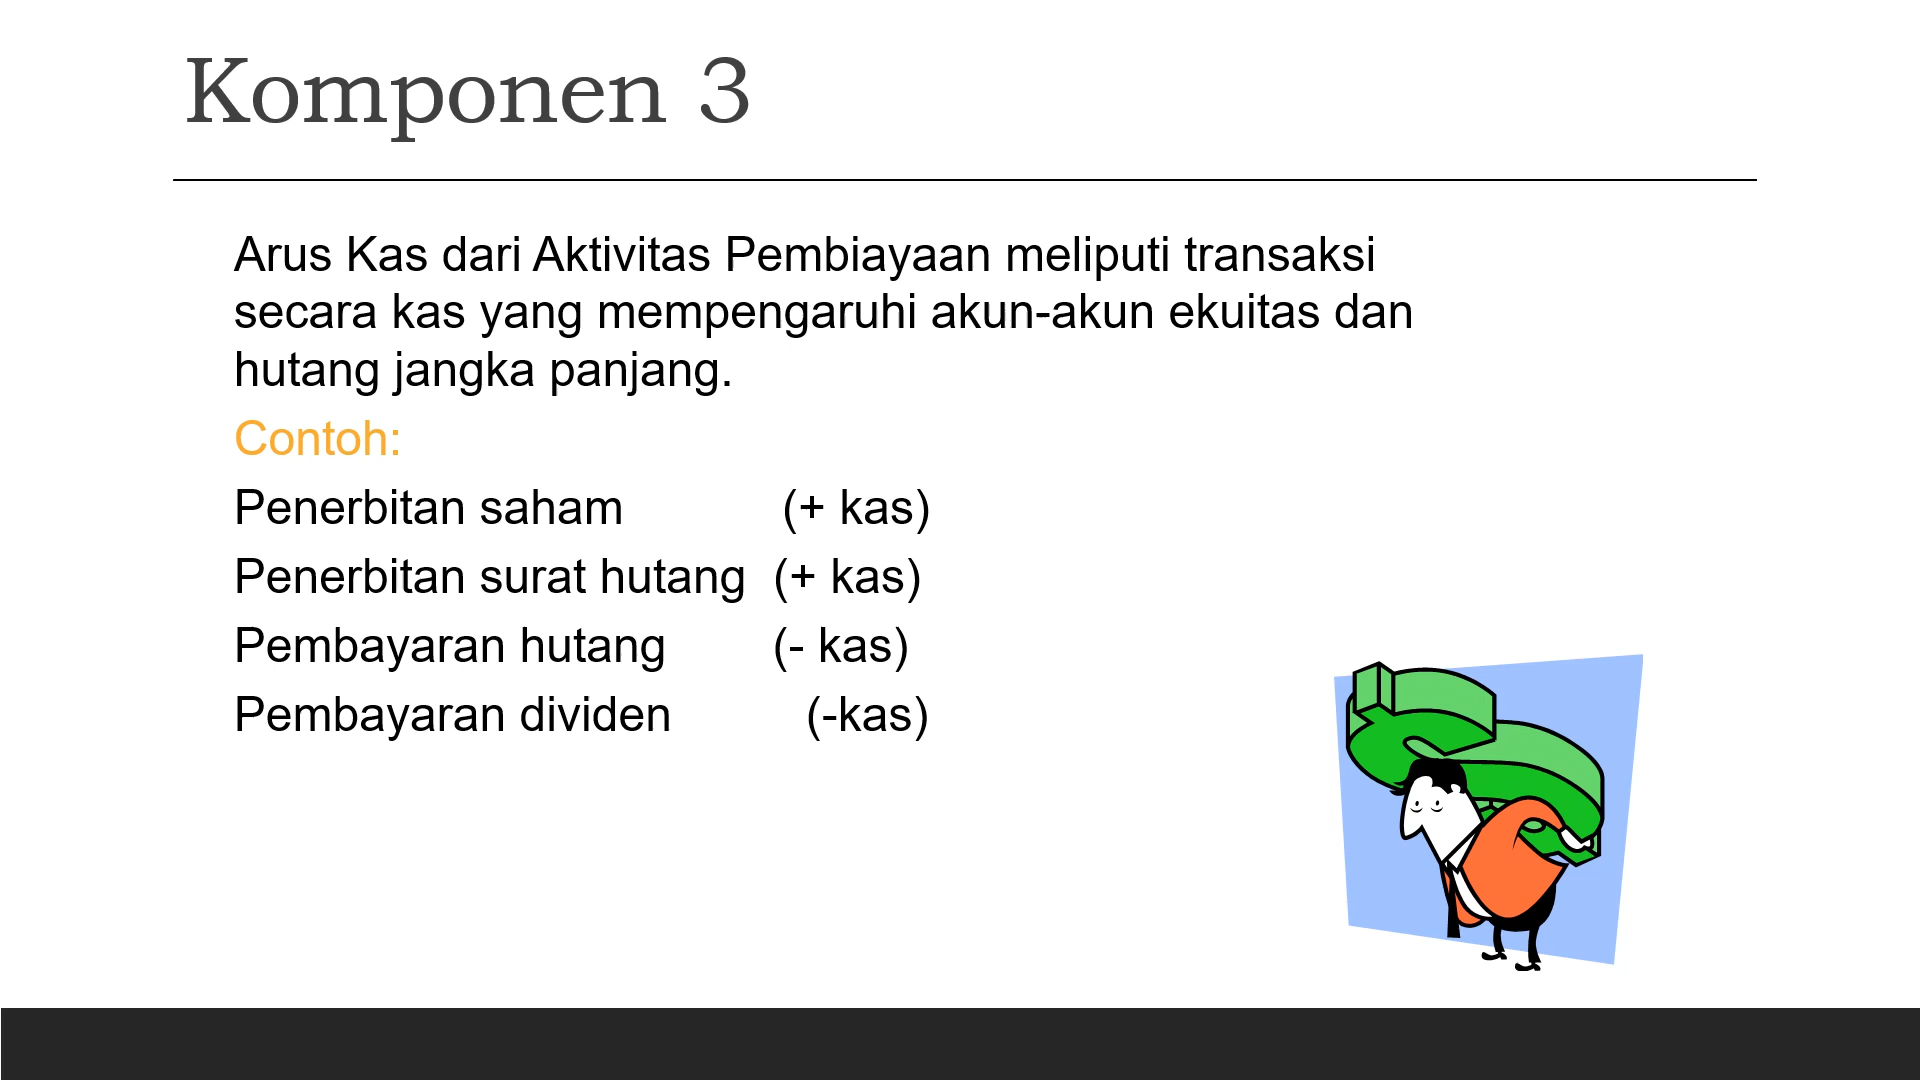 Komponen 3
Arus Kas dari Aktivitas Pembiayaan meliputi transaksi
secara kas yang mempengaruhi akun-akun ekuitas dan
hutang jangka panjang.
Contoh:
Penerbitan saham (+ kas)
Penerbitan surat hutang (+ kas)
Pembayaran hutang (- kas)
Pembayaran dividen (-kas)